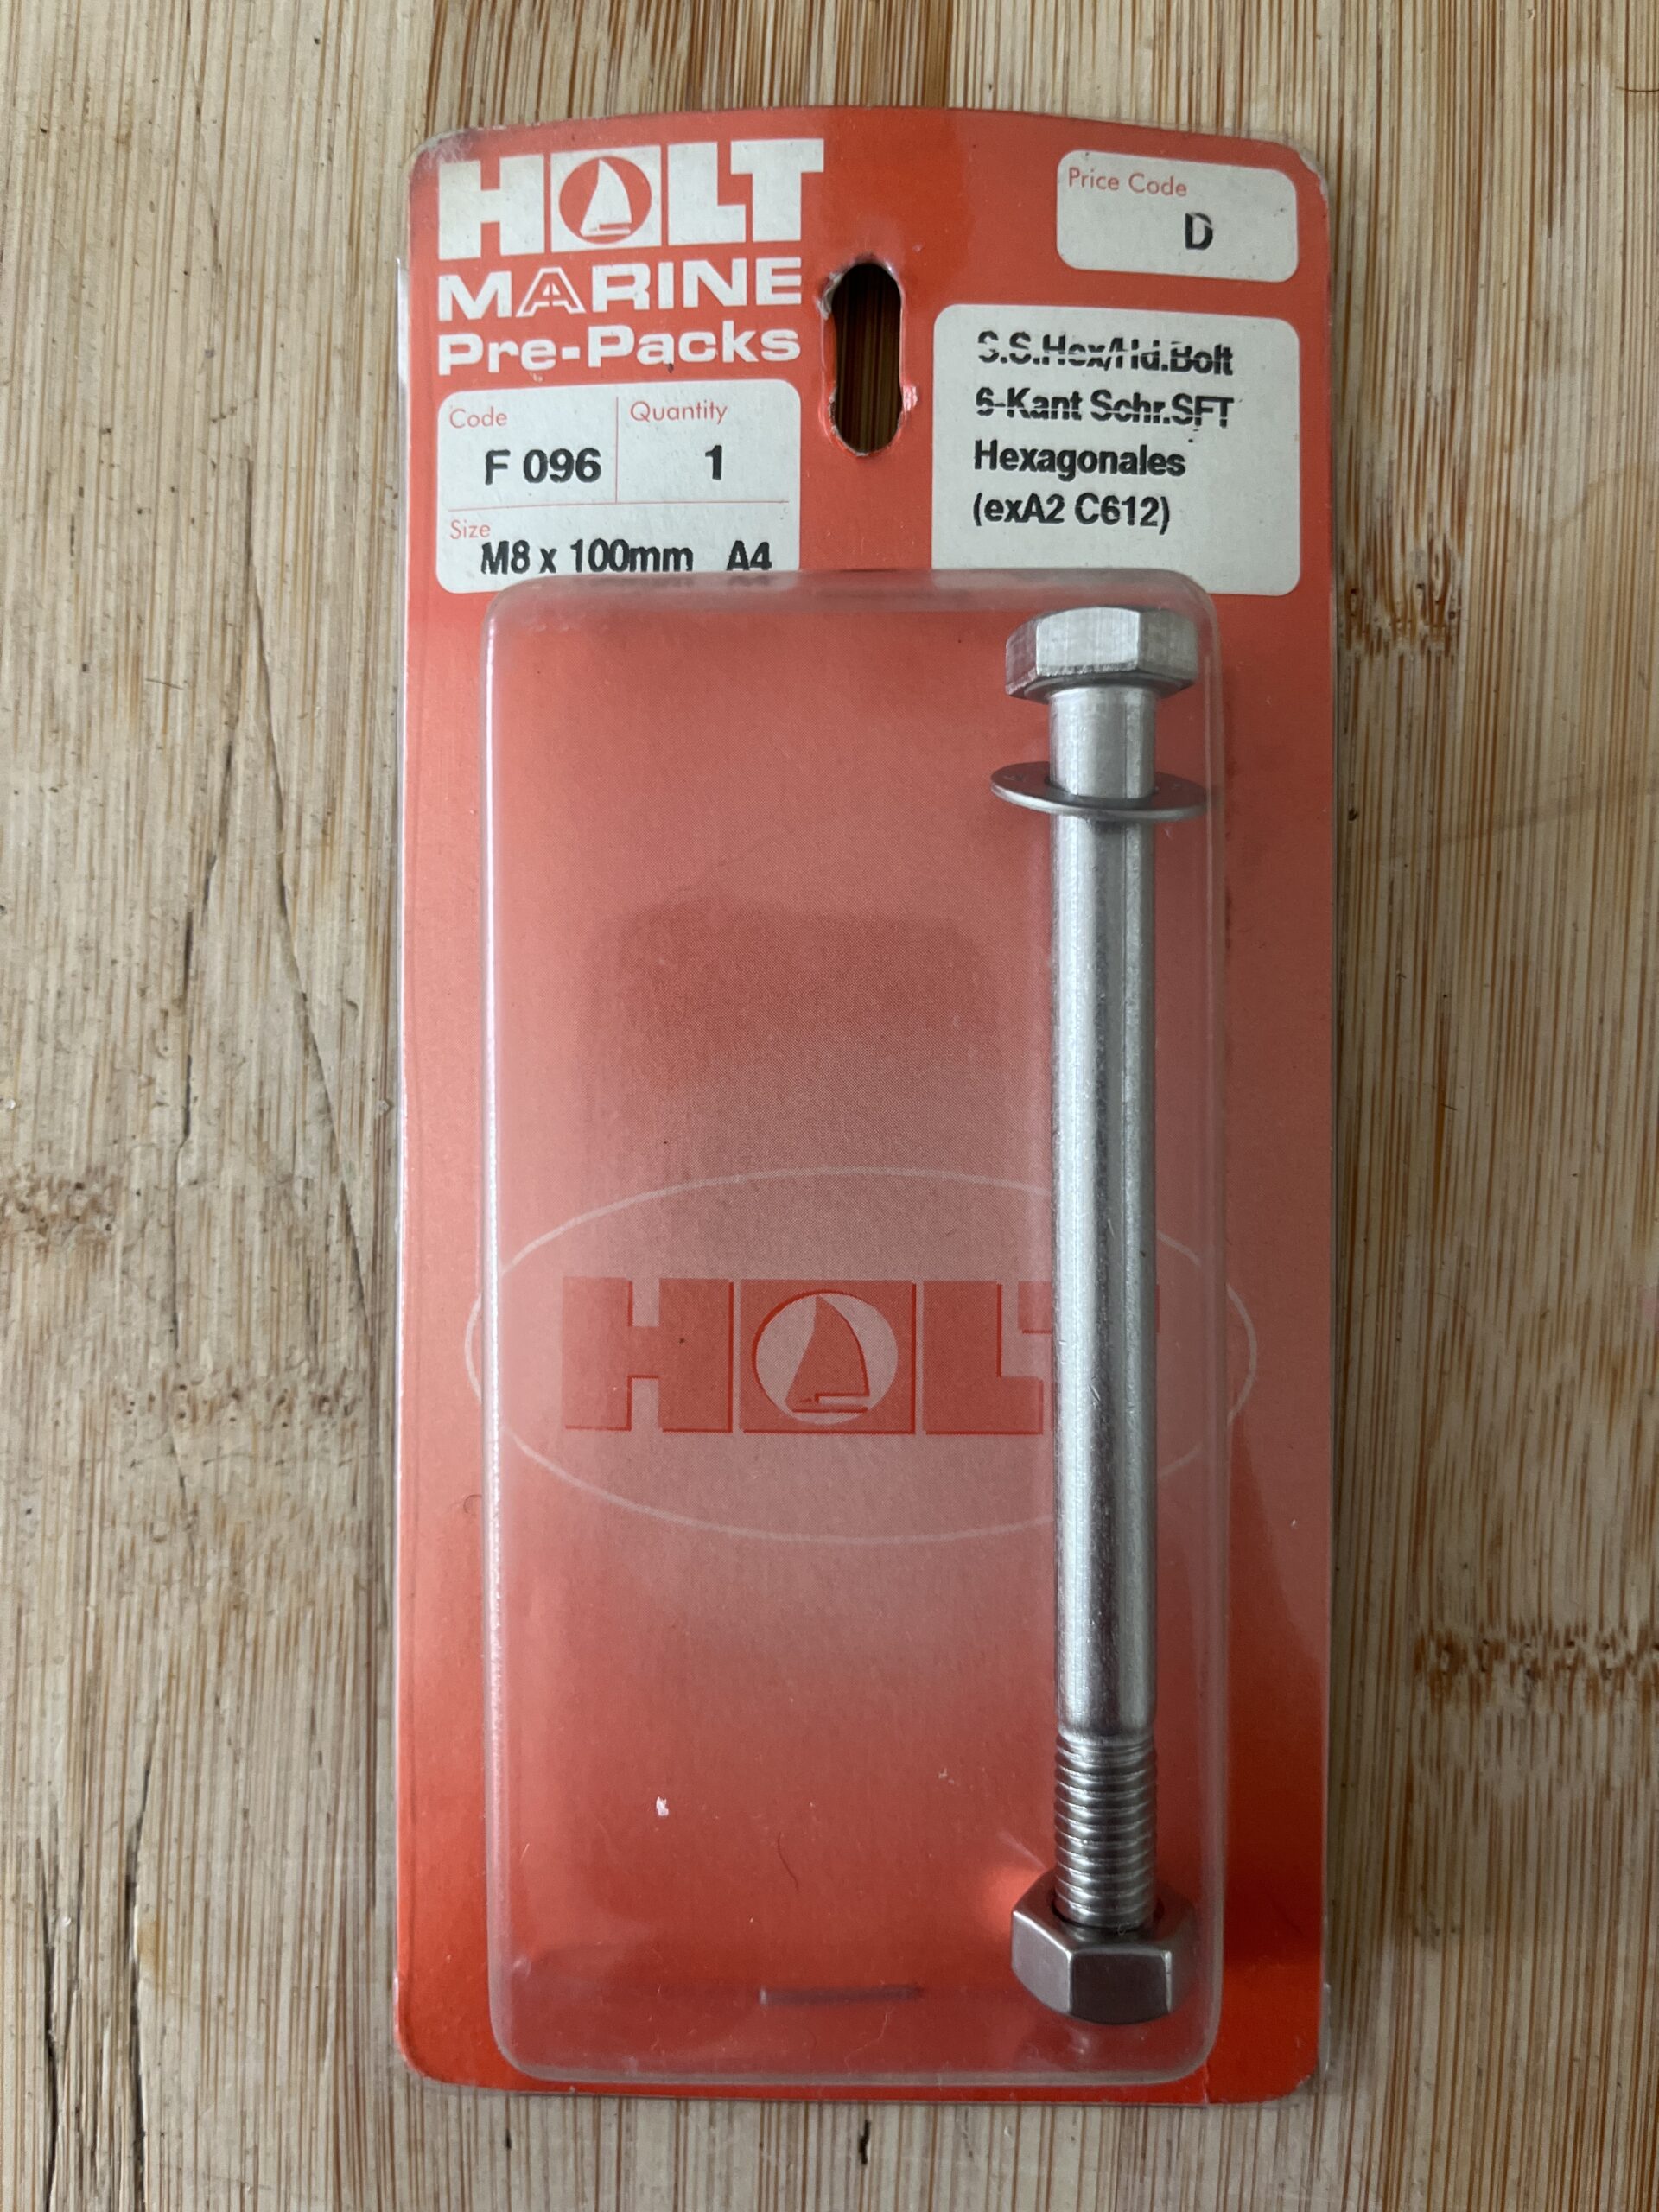 HOLT
MARINE
Pre-Packs
Price Code
D
Code
F 096
Quantity
1
Size
M8 x 100mm A4
S.S.Hex/Hd.Bolt
6-Kant Schr.SFT
Hexagonales
(exA2 C612)
HOLT